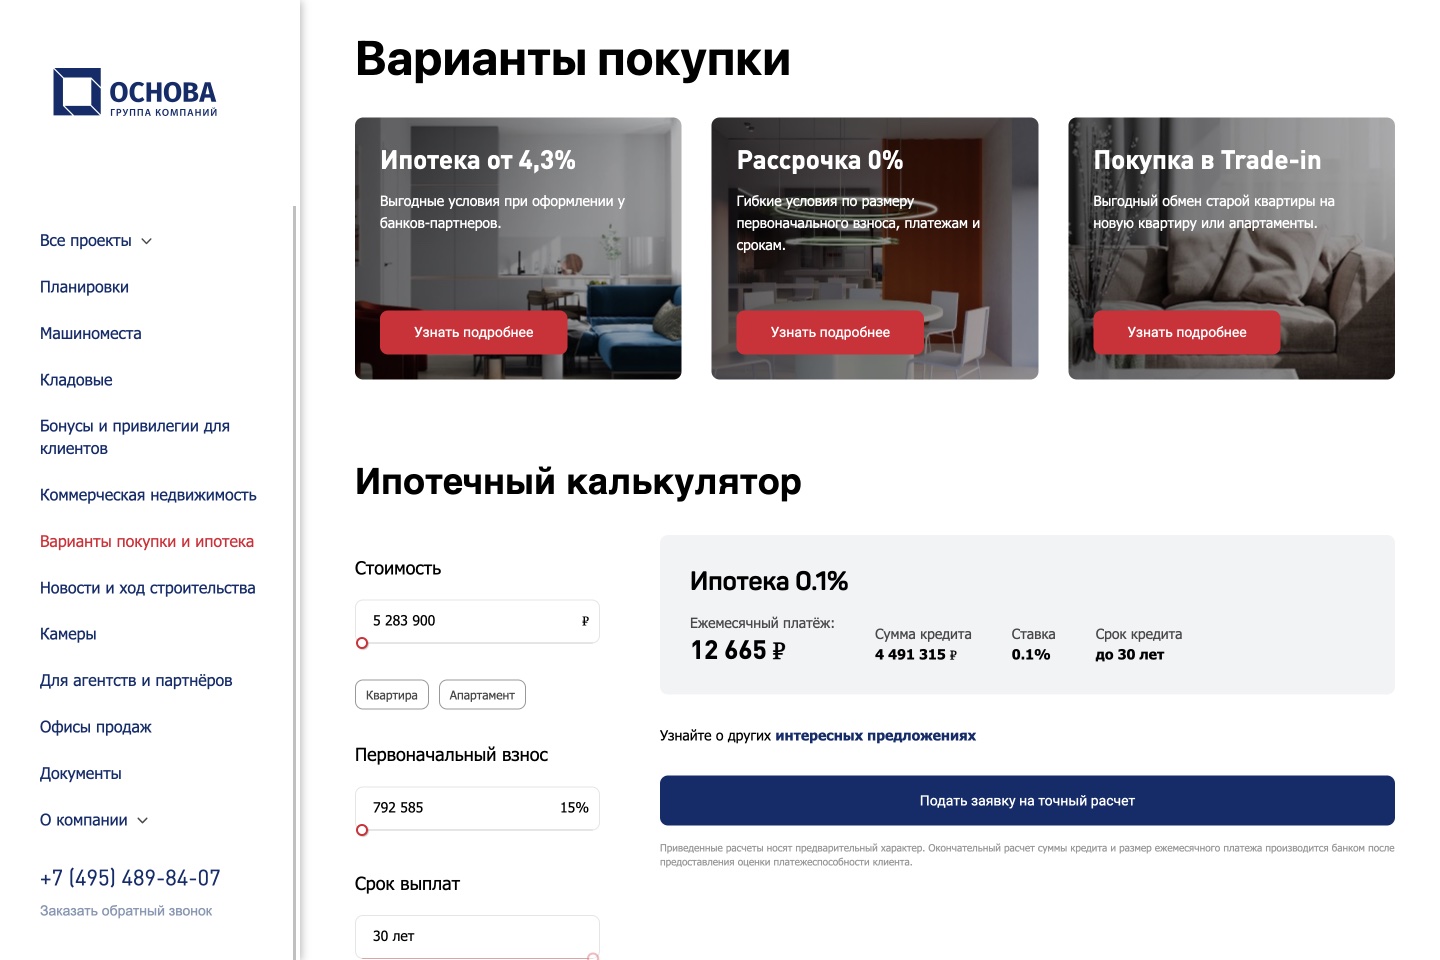 ОСНОВА
ГРУППА КОМПАНИЙ
Все проекты
Планировки
Машиноместа
Кладовые
Бонусы и привилегии для
клиентов
Коммерческая недвижимость
Варианты покупки и ипотека
Новости и ход строительства
Камеры
Для агентств и партнёров
Офисы продаж
Документы
О компании
+7 (495) 489-84-07
Заказать обратный звонок
Варианты покупки
Ипотека от 4,3%
Выгодные условия при оформлении у
банков-партнеров.
Узнать подробнее
Рассрочка 0%
Гибкие условия по размеру
первоначального взноса, платежам и
срокам.
Узнать подробнее
Покупка в Trade-in
Выгодный обмен старой квартиры на
новую квартиру или апартаменты.
Узнать подробнее
Ипотечный калькулятор
Стоимость
5 283 900 ₽
Квартира Апартамент
Первоначальный взнос
792 585 15%
Срок выплат
30 лет
Ипотека 0.1%
Ежемесячный платёж:
12 665 ₽
Сумма кредита
4 491 315 ₽
Ставка
0.1%
Срок кредита
до 30 лет
Узнайте о других интересных предложениях
Подать заявку на точный расчет
Приведенные расчеты носят предварительный характер. Окончательный расчет суммы кредита и размер ежемесячного платежа производится банком после
предоставления оценки платежеспособности клиента.